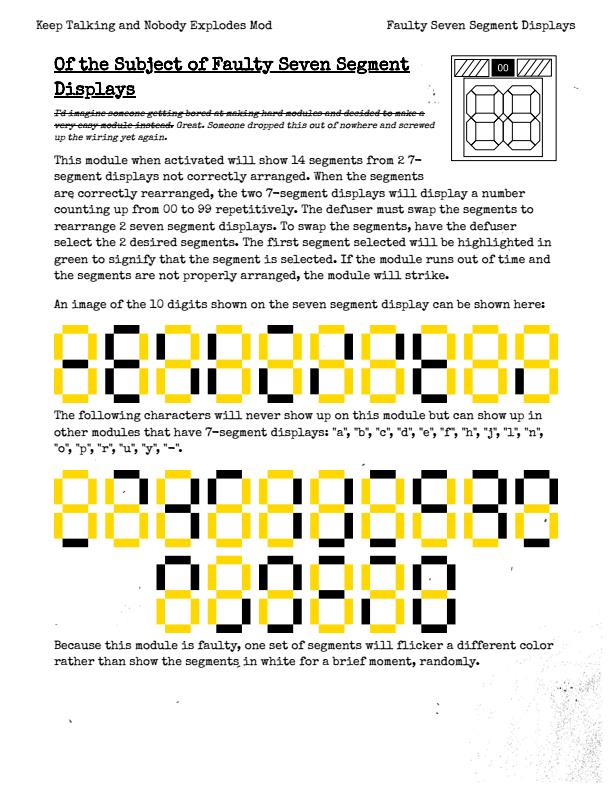 Keep Talking and Nobody Explodes Mod Faulty Seven Segment Displays
Of the Subject of Faulty Seven Segment
Displays
00
I'd imagine someone getting bored at making hard modules and decided to make a
very easy module instead. Great. Someone dropped this out of nowhere and screwed
up the wiring yet again.
This module when activated will show 14 segments from 2 7-
segment displays not correctly arranged. When the segments
are correctly rearranged, the two 7-segment displays will display a number
counting up from 00 to 99 repetitively. The defuser must swap the segments to
rearrange 2 seven segment displays. To swap the segments, have the defuser
select the 2 desired segments. The first segment selected will be highlighted in
green to signify that the segment is selected. If the module runs out of time and
the segments are not properly arranged, the module will strike.
An image of the 10 digits shown on the seven segment display can be shown here:
The following characters will never show up on this module but can show up in
other modules that have 7-segment displays: "a", "b", "c", "d", "e", "f", "h", "j", "l", "n",
"o", "p", "r", "u", "y", "-".
Because this module is faulty, one set of segments will flicker a different color
rather than show the segments in white for a brief moment, randomly.